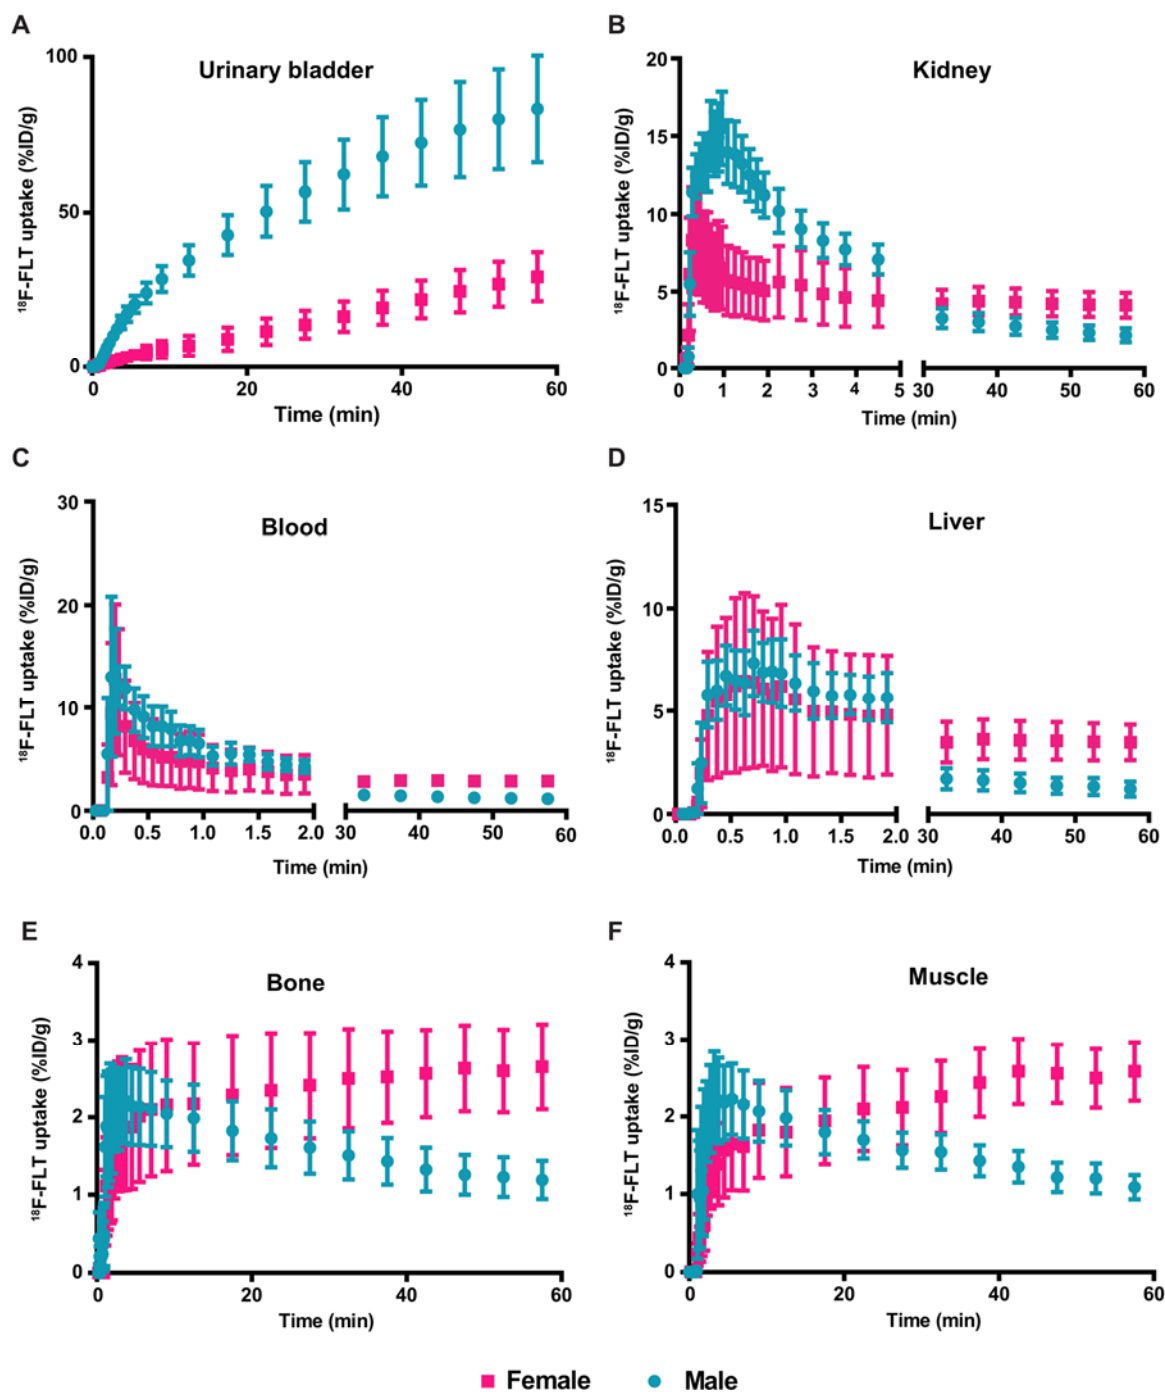 A
Urinary bladder
¹⁸F-FLT uptake (%ID/g)
100
50
0
0 20 40 60
Time (min)
B
Kidney
¹⁸F-FLT uptake (%ID/g)
20
15
10
5
0
0 1 2 3 4 5 30 40 50 60
Time (min)
C
Blood
¹⁸F-FLT uptake (%ID/g)
30
20
10
0
0.0 0.5 1.0 1.5 2.0 30 40 50 60
Time (min)
D
Liver
¹⁸F-FLT uptake (%ID/g)
15
10
5
0
0.0 0.5 1.0 1.5 2.0 30 40 50 60
Time (min)
E
Bone
¹⁸F-FLT uptake (%ID/g)
4
3
2
1
0
0 20 40 60
Time (min)
F
Muscle
¹⁸F-FLT uptake (%ID/g)
4
3
2
1
0
0 20 40 60
Time (min)
Female Male